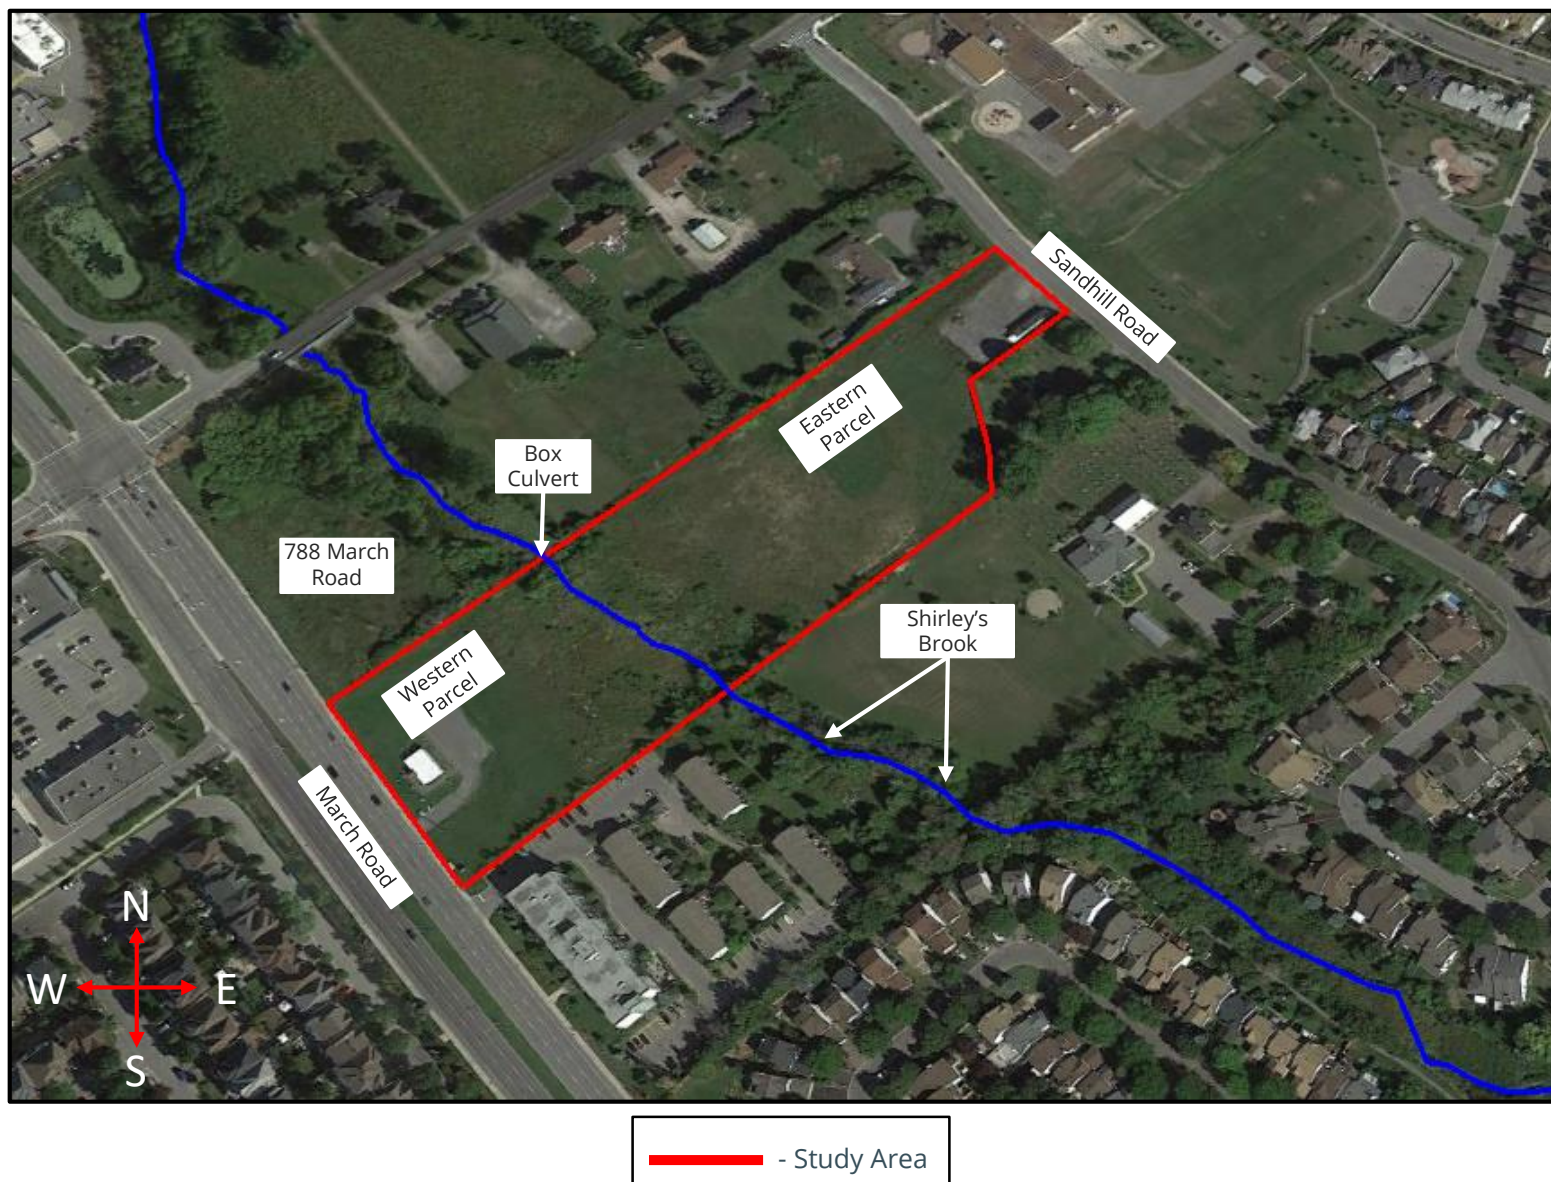 Sandhill Road
Eastern
Parcel
Box
Culvert
788 March
Road
Shirley’s
Brook
Western
Parcel
March Road
N
W
E
S
- Study Area